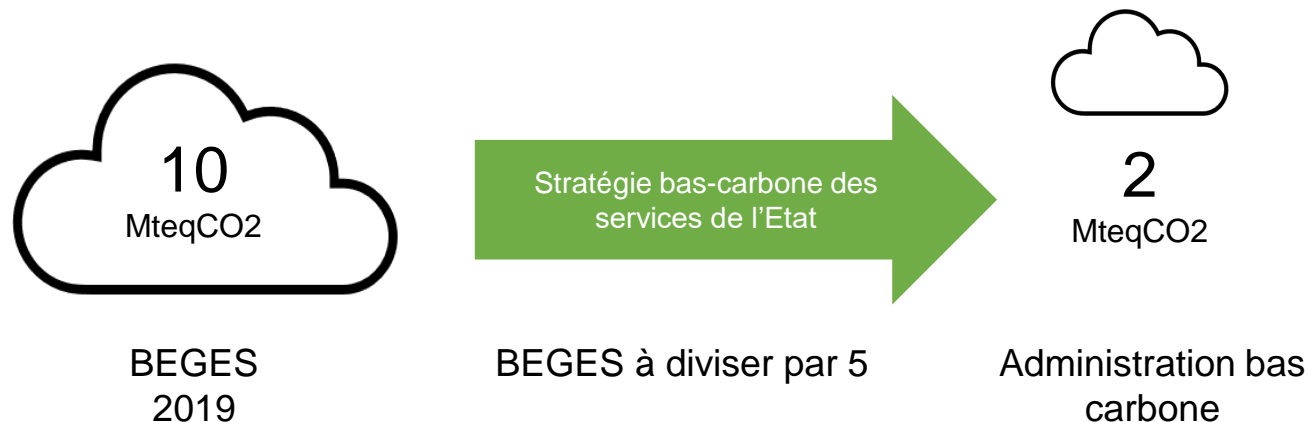 10
MteqCO2
Stratégie bas-carbone des
services de l'Etat
2
MteqCO2
BEGES
2019
BEGES à diviser par 5
Administration bas
carbone